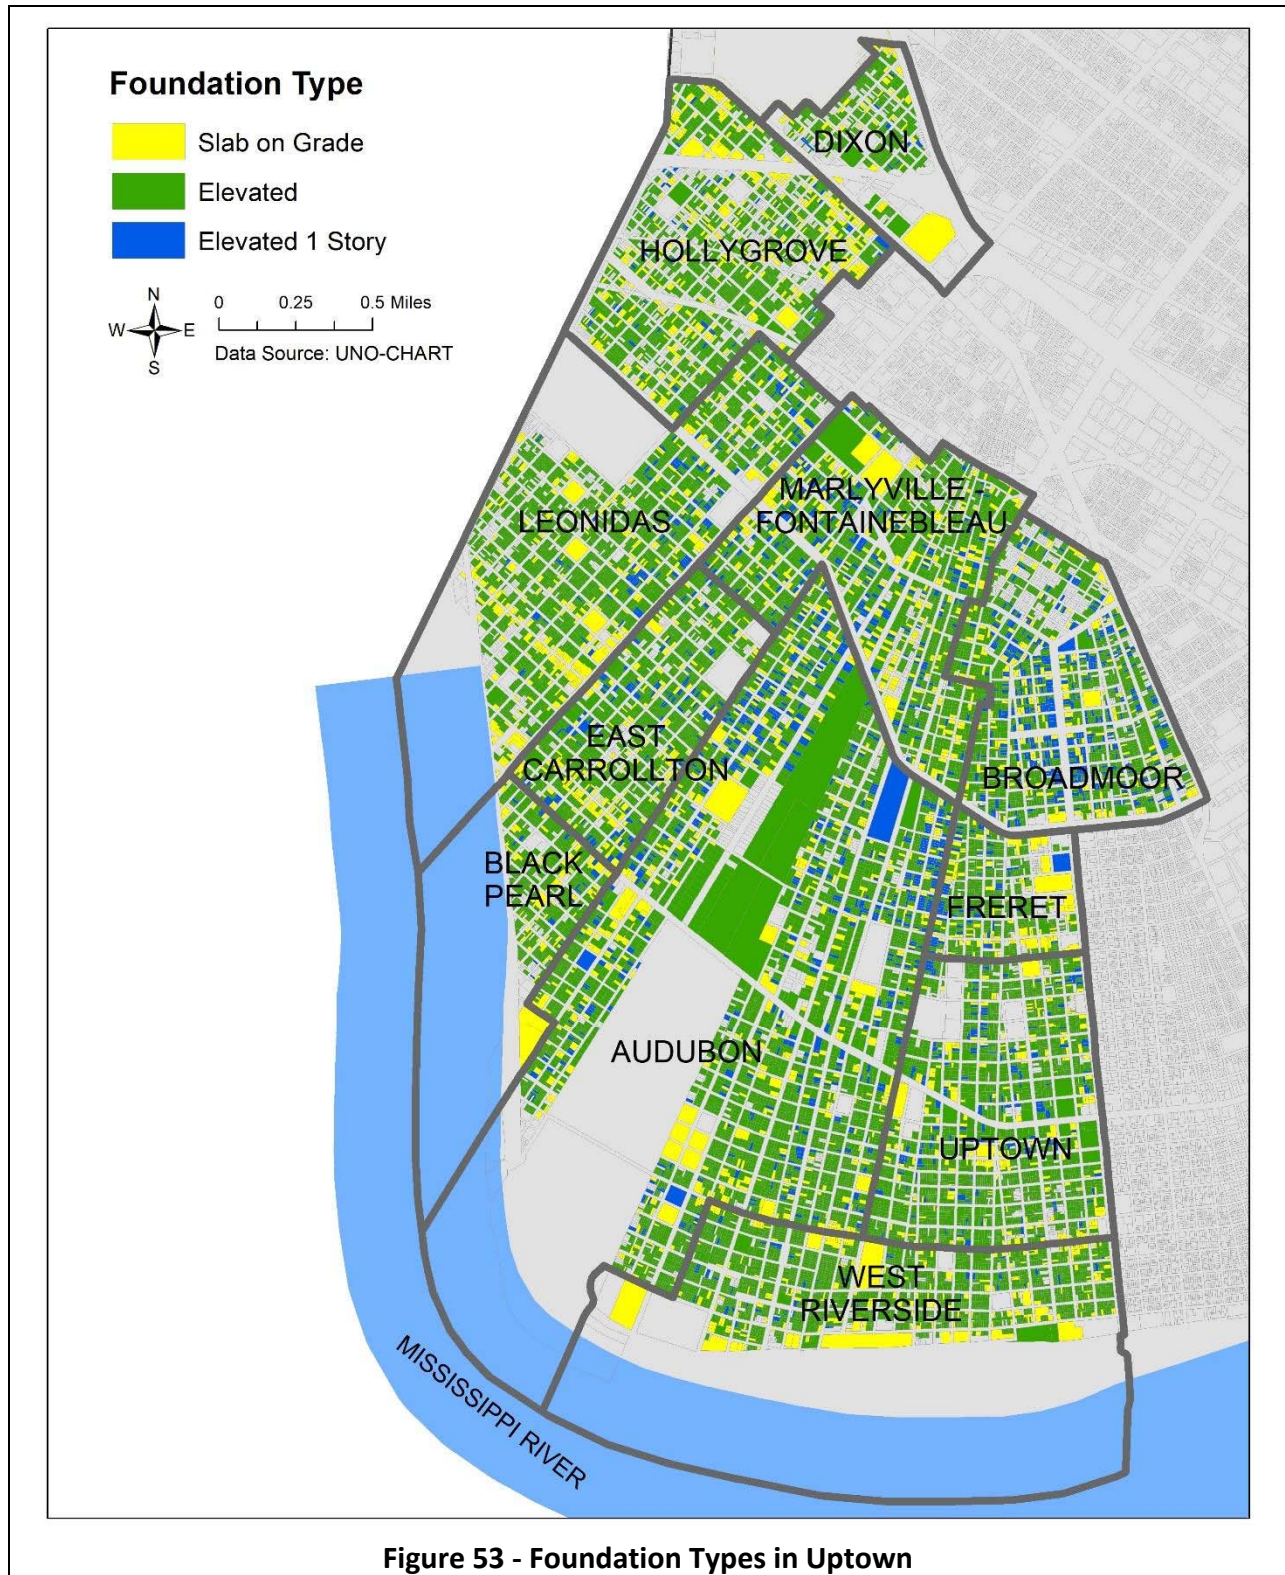 Foundation Type
Slab on Grade
Elevated
Elevated 1 Story
N
W E
S
0 0.25 0.5 Miles
Data Source: UNO-CHART
DIXON
HOLLYGROVE
MARLYVILLE -
FONTAINEBLEAU
LEONIDAS
EAST
CARROLLTON
BROADMOOR
BLACK
PEARL
FRERET
AUDUBON
UPTOWN
WEST
RIVERSIDE
MISSISSIPPI RIVER
Figure 53 - Foundation Types in Uptown